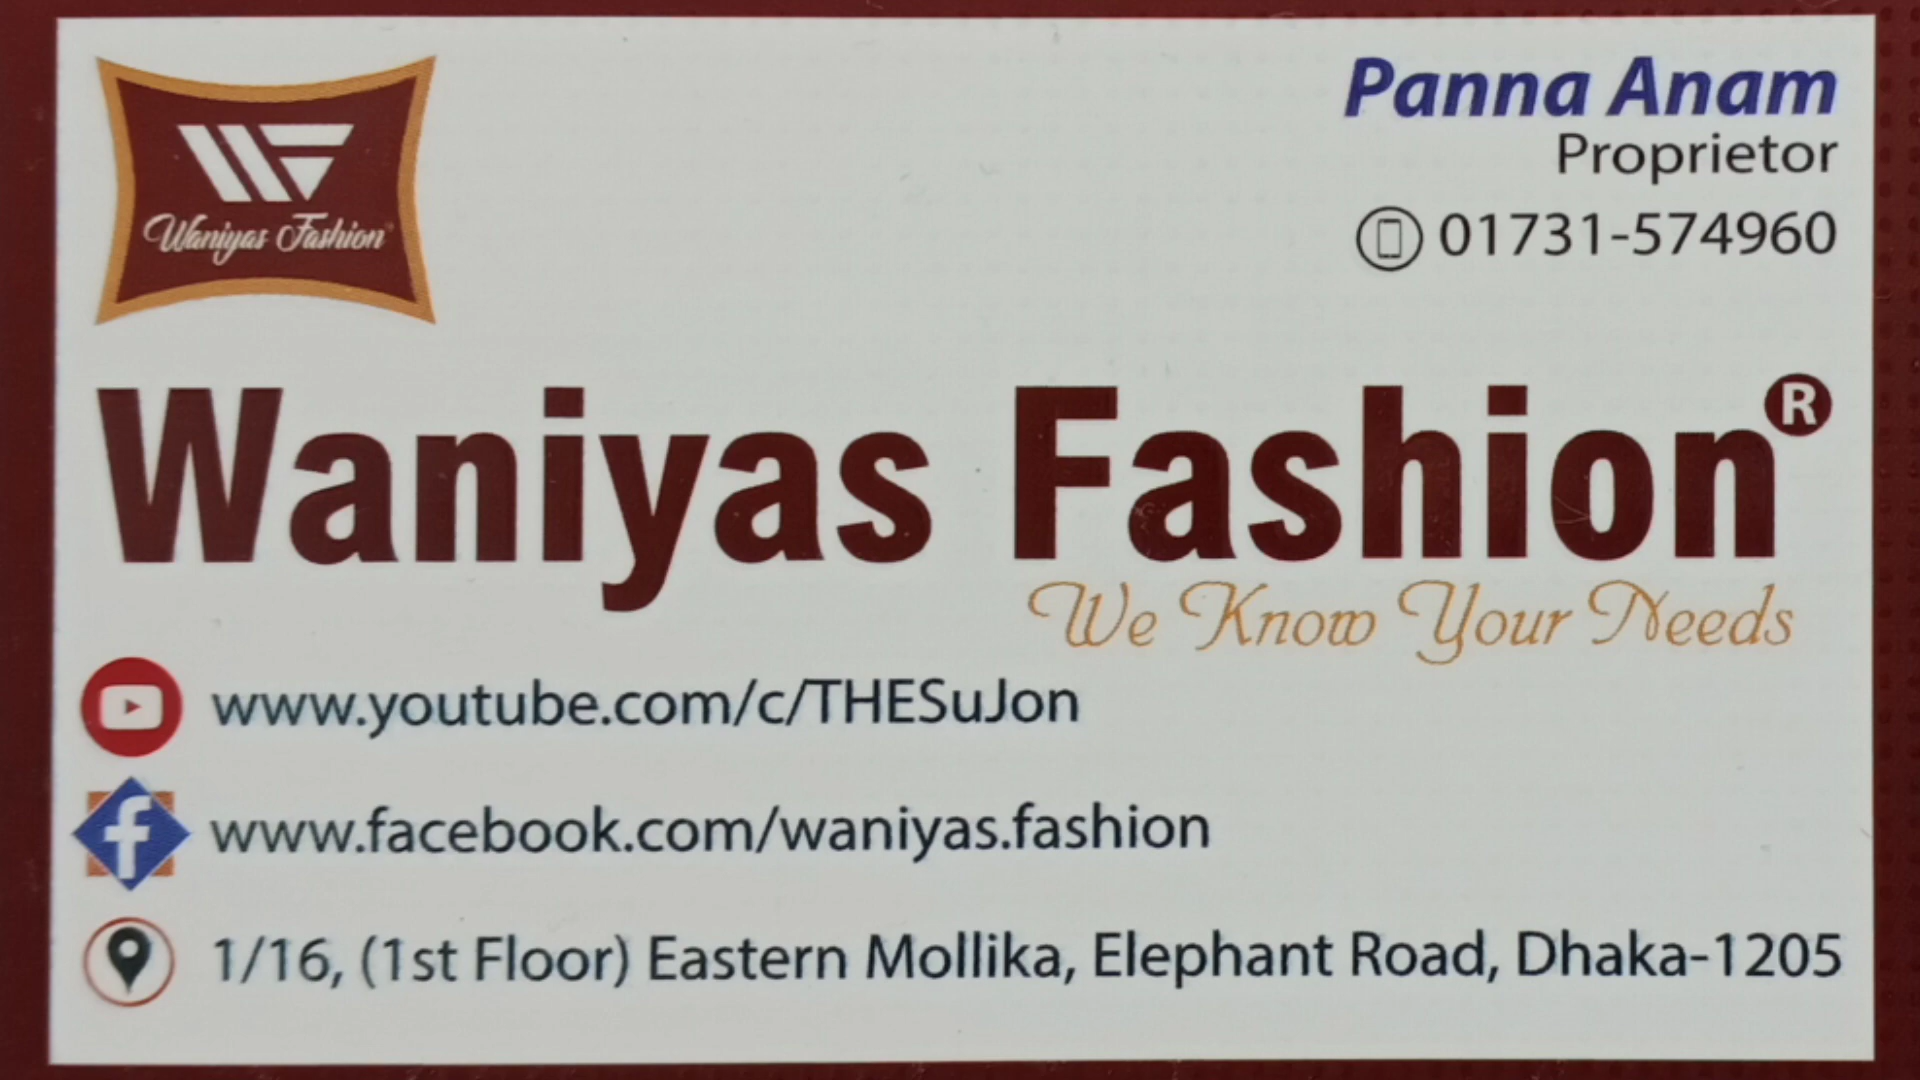 Waniyas Fashion
Panna Anam
Proprietor
01731-574960
Waniyas Fashion®
We Know Your Needs
www.youtube.com/c/THESuJon
www.facebook.com/waniyas.fashion
1/16, (1st Floor) Eastern Mollika, Elephant Road, Dhaka-1205